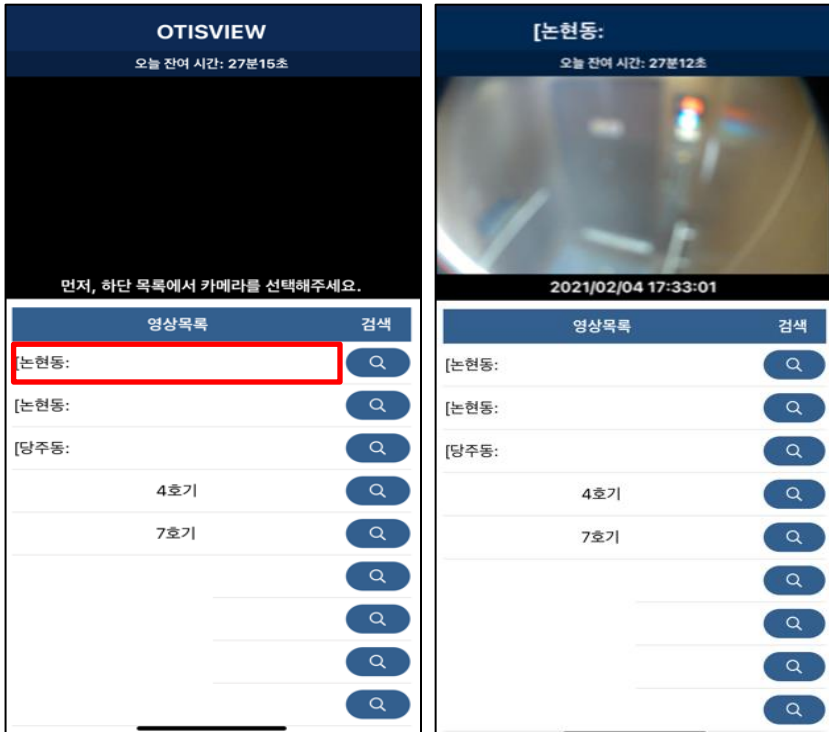 OTISVIEW
오늘 잔여 시간: 27분15초
먼저, 하단 목록에서 카메라를 선택해주세요.
영상목록 검색
[논현동:
[논현동:
[당주동:
4호기
7호기
[논현동:
오늘 잔여 시간: 27분12초
2021/02/04 17:33:01
영상목록 검색
[논현동:
[논현동:
[당주동:
4호기
7호기